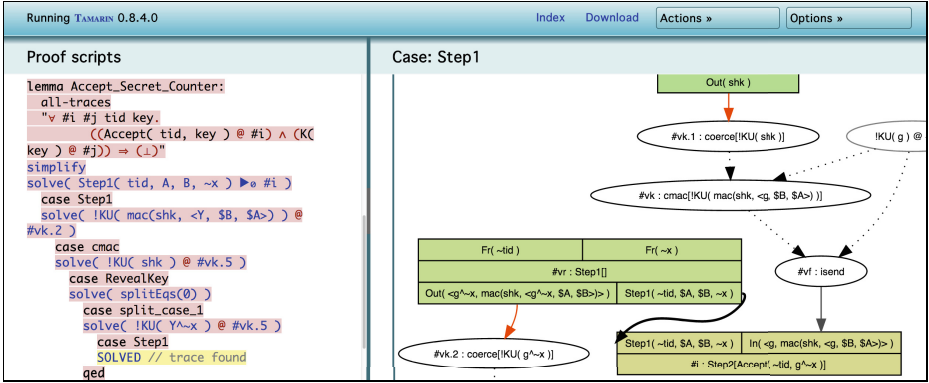 Running TAMARIN 0.8.4.0
Index Download Actions » Options »
Proof scripts
lemma Accept_Secret_Counter:
all-traces
"∀ #i #j tid key.
((Accept( tid, key ) @ #i) ∧ (K(
key ) @ #j)) ⇒ (⊥)"
simplify
solve( Step1( tid, A, B, ~x ) ▶₀ #i )
case Step1
solve( !KU( mac(shk, <Y, $B, $A>) ) @
#vk.2 )
case cmac
solve( !KU( shk ) @ #vk.5 )
case RevealKey
solve( splitEqs(0) )
case split_case_1
solve( !KU( Y^~x ) @ #vk.5 )
case Step1
SOLVED // trace found
qed
Case: Step1
Out( shk )
#vk.1 : coerce[!KU( shk )]
!KU( g ) @
#vk : cmac[!KU( mac(shk, <g, $B, $A>) )]
Fr( ~tid ) Fr( ~x )
#vr : Step1[]
Out( <g^~x, mac(shk, <g^~x, $A, $B>)> ) Step1( ~tid, $A, $B, ~x )
#vf : isend
#vk.2 : coerce[!KU( g^~x )]
Step1( ~tid, $A, $B, ~x ) In( <g, mac(shk, <g, $B, $A>)> )
#i : Step2[Accept( ~tid, g^~x )]